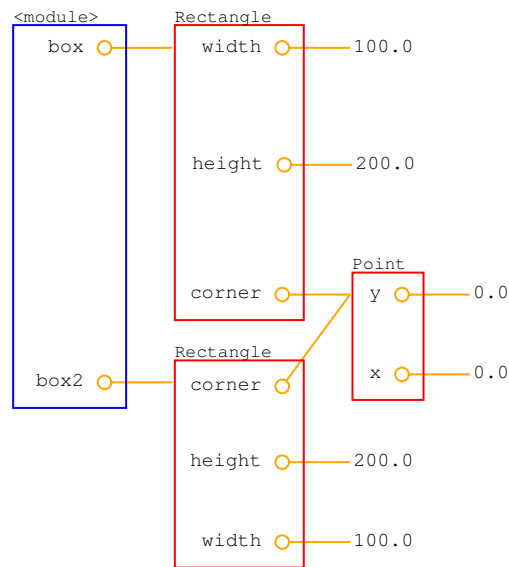 <module> Rectangle
box width 100.0
height 200.0
Point
corner y 0.0
Rectangle
x 0.0
box2 corner
height 200.0
width 100.0